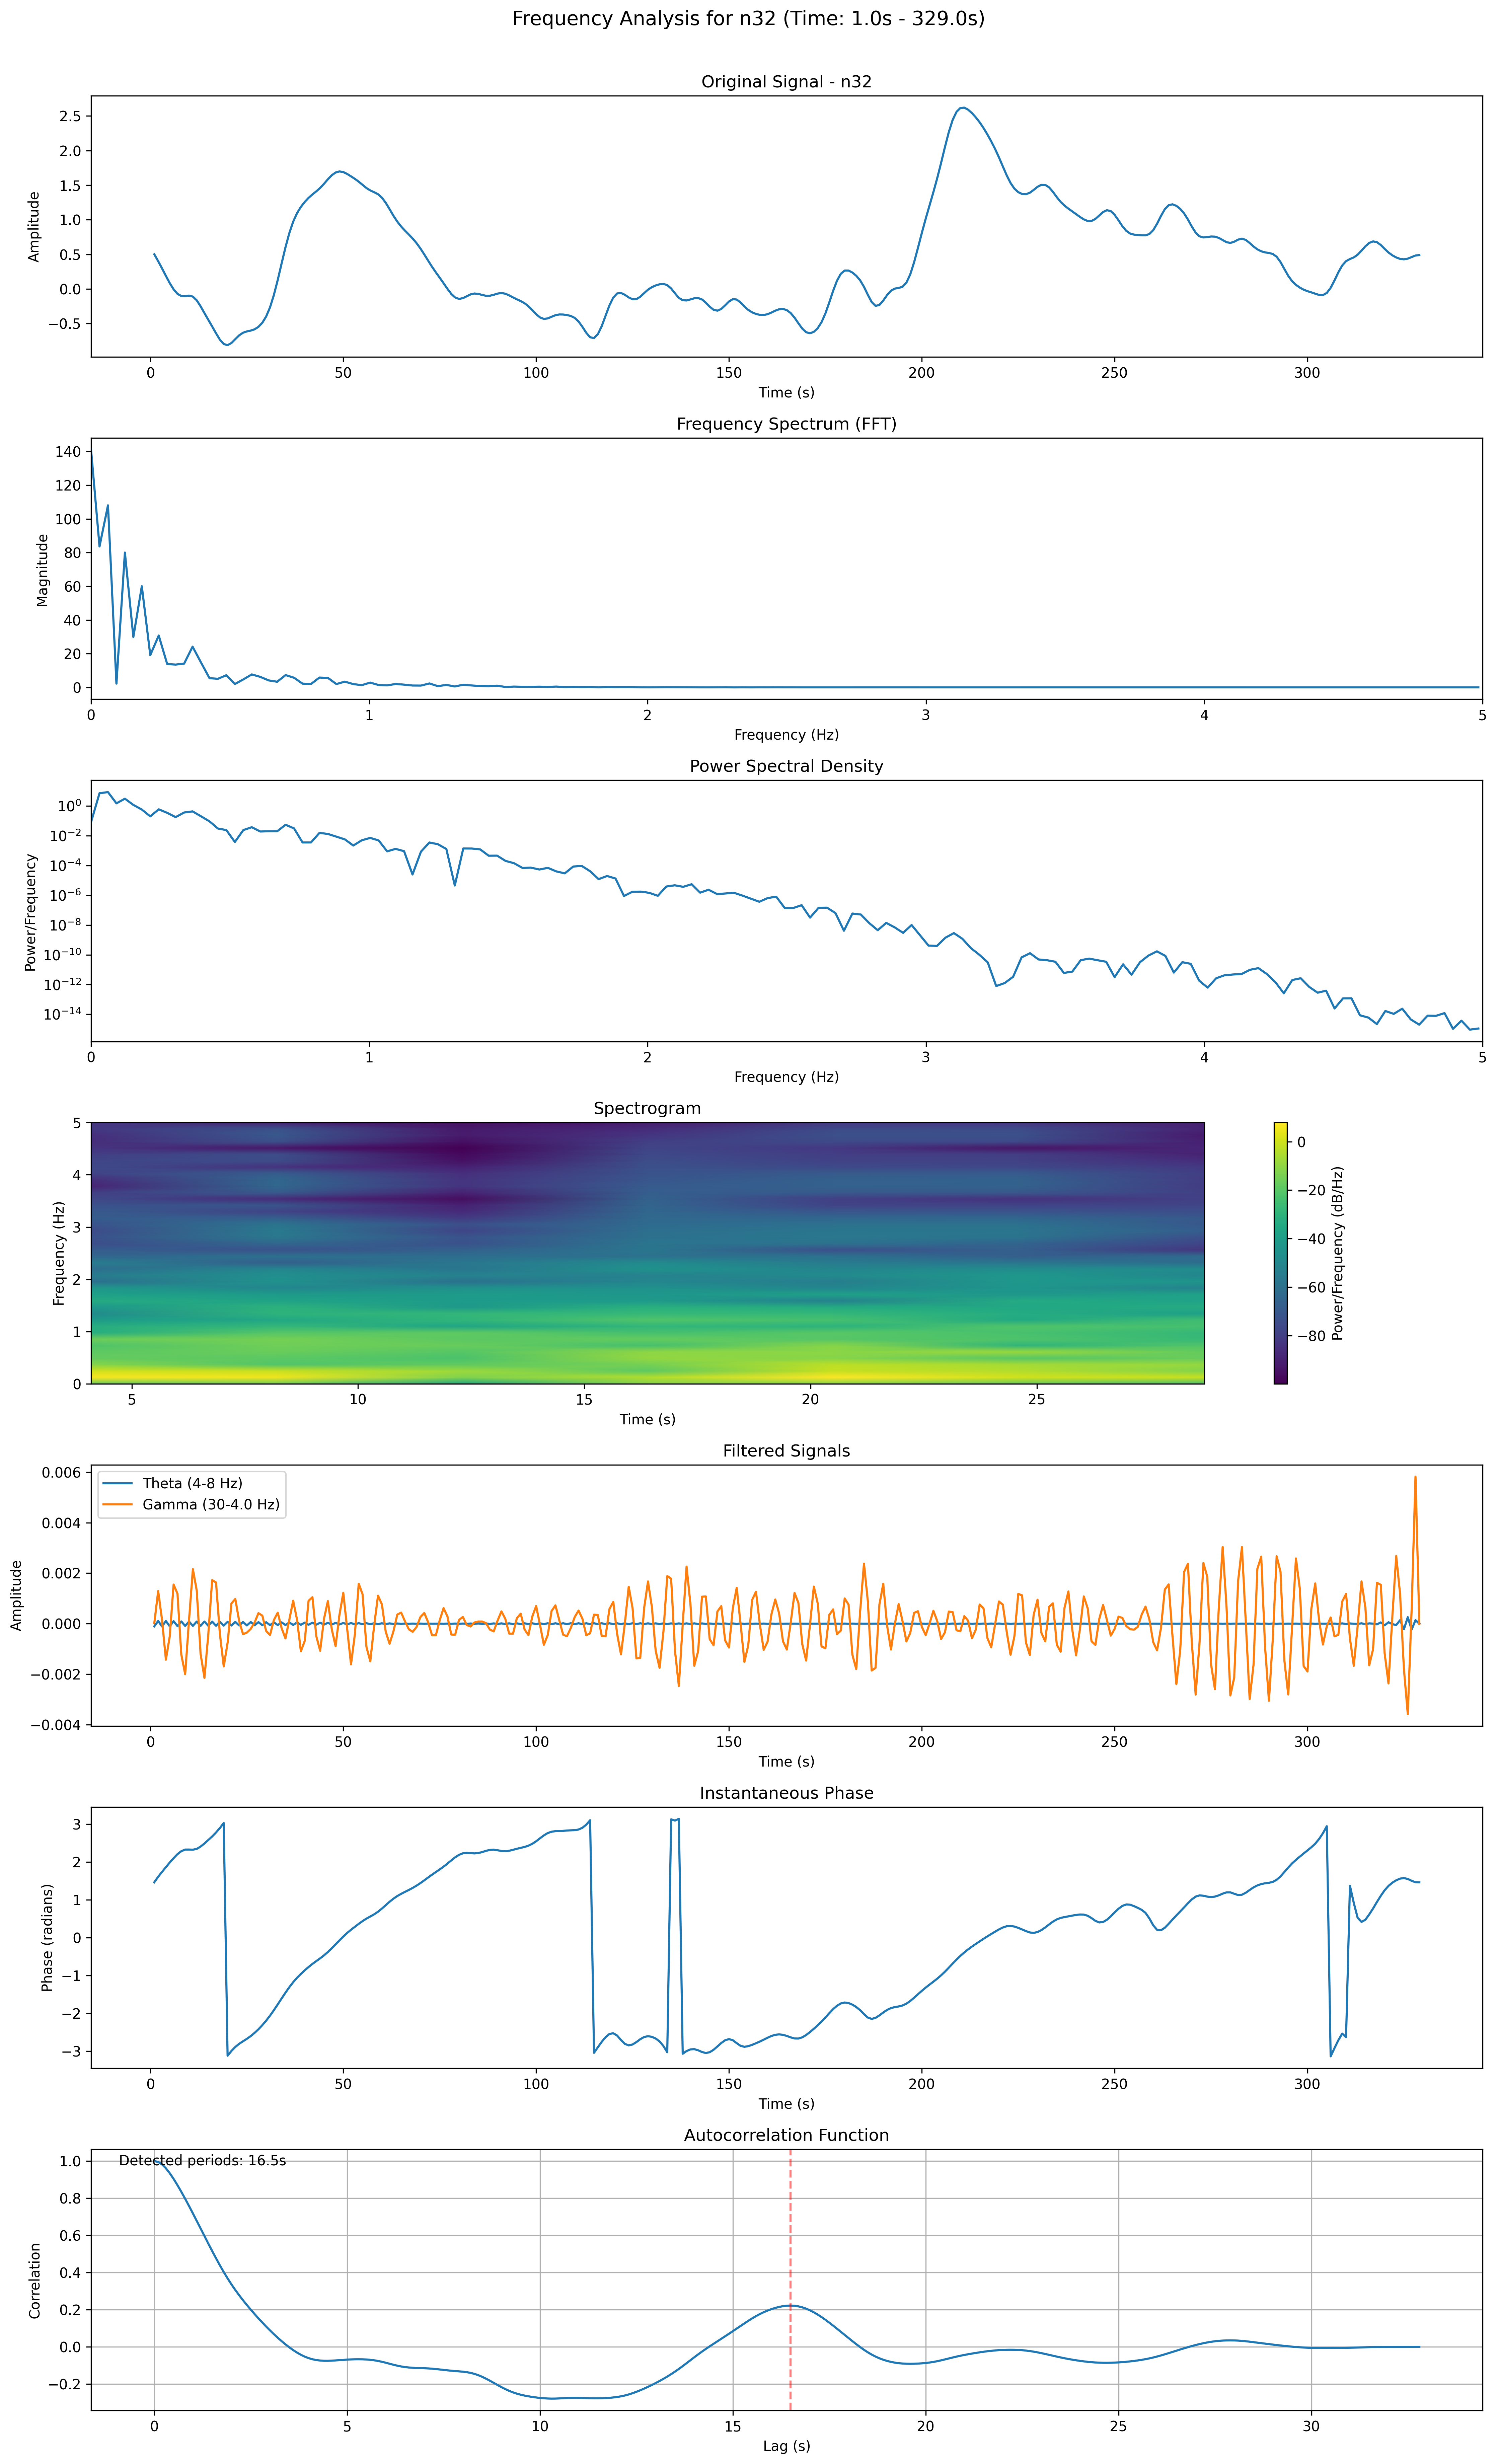 Frequency Analysis for n32 (Time: 1.0s - 329.0s)
Original Signal - n32
Amplitude
2.5
2.0
1.5
1.0
0.5
0.0
−0.5
0 50 100 150 200 250 300
Time (s)
Frequency Spectrum (FFT)
Magnitude
140
120
100
80
60
40
20
0
0 1 2 3 4 5
Frequency (Hz)
Power Spectral Density
Power/Frequency
10⁰
10⁻²
10⁻⁴
10⁻⁶
10⁻⁸
10⁻¹⁰
10⁻¹²
10⁻¹⁴
0 1 2 3 4 5
Frequency (Hz)
Spectrogram
Frequency (Hz)
5
4
3
2
1
0
5 10 15 20 25
Time (s)
0
−20
−40
−60
−80
Power/Frequency (dB/Hz)
Filtered Signals
Theta (4-8 Hz)
Gamma (30-4.0 Hz)
Amplitude
0.006
0.004
0.002
0.000
−0.002
−0.004
0 50 100 150 200 250 300
Time (s)
Instantaneous Phase
Phase (radians)
3
2
1
0
−1
−2
−3
0 50 100 150 200 250 300
Time (s)
Autocorrelation Function
Detected periods: 16.5s
Correlation
1.0
0.8
0.6
0.4
0.2
0.0
−0.2
0 5 10 15 20 25 30
Lag (s)